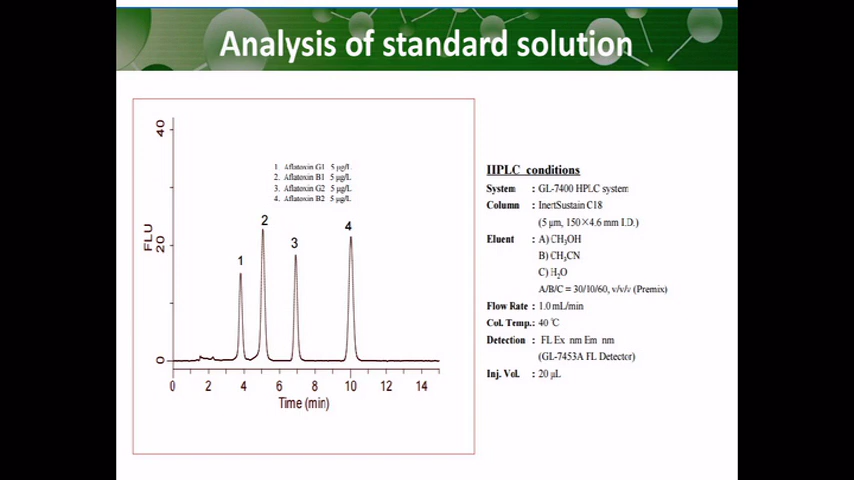 Analysis of standard solution
40
20
0
FLU
1. Aflatoxin G1 5 µg/L
2. Aflatoxin B1 5 µg/L
3. Aflatoxin G2 5 µg/L
4. Aflatoxin B2 5 µg/L
1
2
3
4
0 2 4 6 8 10 12 14
Time (min)
HPLC conditions
System : GL-7400 HPLC system
Column : InertSustain C18
(5 µm, 150×4.6 mm I.D.)
Eluent : A) CH₃OH
B) CH₃CN
C) H₂O
A/B/C = 30/10/60, v/v/v (Premix)
Flow Rate : 1.0 mL/min
Col. Temp.: 40 ℃
Detection : FL Ex nm Em nm
(GL-7453A FL Detector)
Inj. Vol. : 20 µL